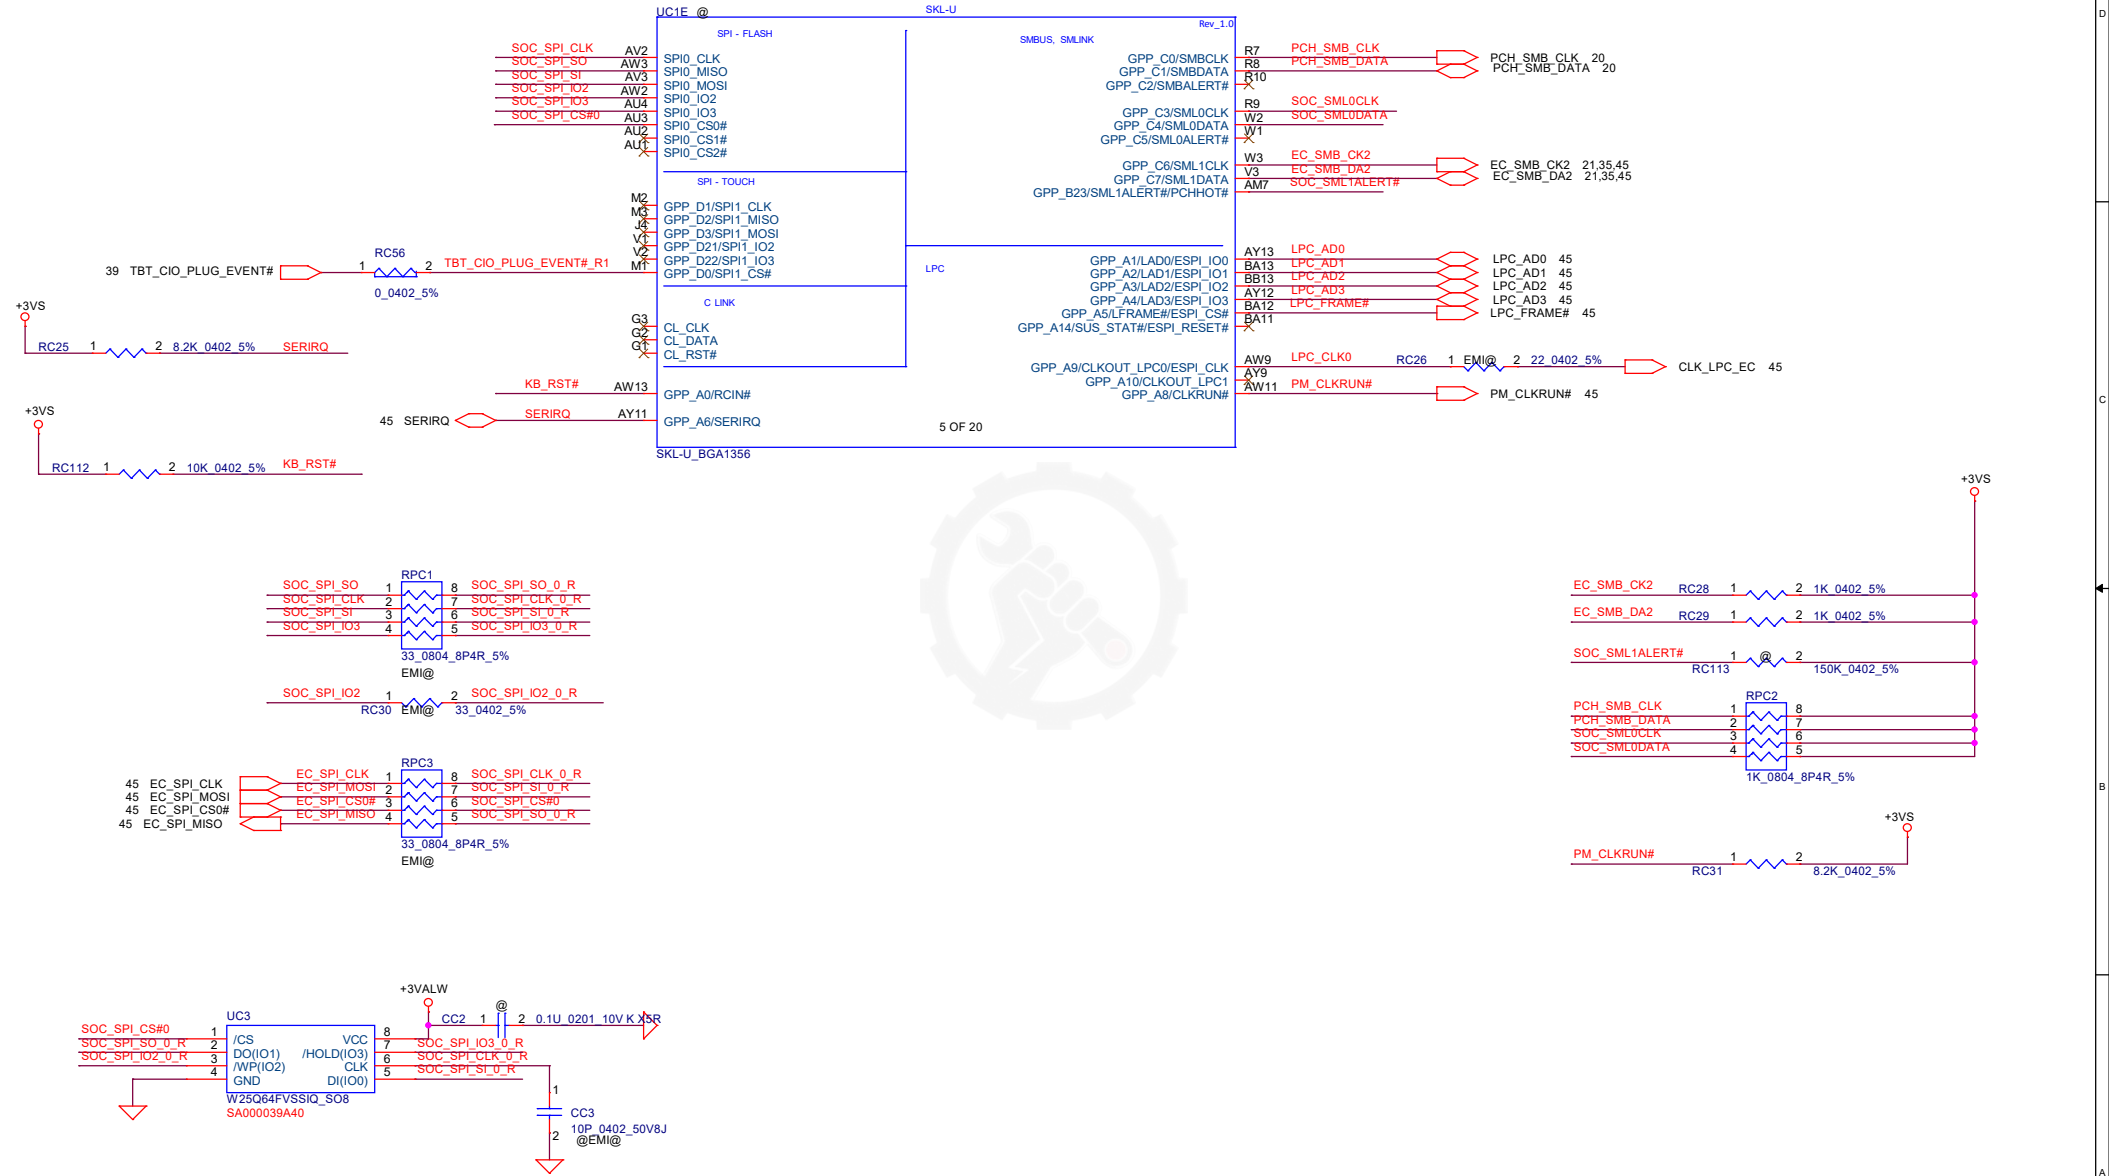 UC1E @
SKL-U
Rev_1.0
SPI - FLASH
SMBUS, SMLINK
SOC_SPI_CLK AV2 SPI0_CLK
SOC_SPI_SO AW3 SPI0_MISO
SOC_SPI_SI AV3 SPI0_MOSI
SOC_SPI_IO2 AW2 SPI0_IO2
SOC_SPI_IO3 AU4 SPI0_IO3
SOC_SPI_CS#0 AU3 SPI0_CS0#
AU2 SPI0_CS1#
AU1 SPI0_CS2#
GPP_C0/SMBCLK R7 PCH_SMB_CLK PCH_SMB_CLK 20
GPP_C1/SMBDATA R8 PCH_SMB_DATA PCH_SMB_DATA 20
GPP_C2/SMBALERT# R10
GPP_C3/SML0CLK R9 SOC_SML0CLK
GPP_C4/SML0DATA W2 SOC_SML0DATA
GPP_C5/SML0ALERT# W1
GPP_C6/SML1CLK W3 EC_SMB_CK2 EC_SMB_CK2 21,35,45
GPP_C7/SML1DATA V3 EC_SMB_DA2 EC_SMB_DA2 21,35,45
GPP_B23/SML1ALERT#/PCHHOT# AM7 SOC_SML1ALERT#
SPI - TOUCH
M2 GPP_D1/SPI1_CLK
M3 GPP_D2/SPI1_MISO
J4 GPP_D3/SPI1_MOSI
V1 GPP_D21/SPI1_IO2
V2 GPP_D22/SPI1_IO3
39 TBT_CIO_PLUG_EVENT# 1 RC56 2 TBT_CIO_PLUG_EVENT#_R1 M1 GPP_D0/SPI1_CS#
0_0402_5%
LPC
GPP_A1/LAD0/ESPI_IO0 AY13 LPC_AD0 LPC_AD0 45
GPP_A2/LAD1/ESPI_IO1 BA13 LPC_AD1 LPC_AD1 45
GPP_A3/LAD2/ESPI_IO2 BB13 LPC_AD2 LPC_AD2 45
GPP_A4/LAD3/ESPI_IO3 AY12 LPC_AD3 LPC_AD3 45
GPP_A5/LFRAME#/ESPI_CS# BA12 LPC_FRAME# LPC_FRAME# 45
GPP_A14/SUS_STAT#/ESPI_RESET# BA11
C LINK
G3 CL_CLK
G2 CL_DATA
G1 CL_RST#
GPP_A9/CLKOUT_LPC0/ESPI_CLK AW9 LPC_CLK0 RC26 1 EMI@ 2 22_0402_5% CLK_LPC_EC 45
GPP_A10/CLKOUT_LPC1 AY9
GPP_A8/CLKRUN# AW11 PM_CLKRUN# PM_CLKRUN# 45
KB_RST# AW13 GPP_A0/RCIN#
45 SERIRQ SERIRQ AY11 GPP_A6/SERIRQ
5 OF 20
SKL-U_BGA1356
+3VS
RC25 1 2 8.2K_0402_5% SERIRQ
+3VS
RC112 1 2 10K_0402_5% KB_RST#
RPC1
SOC_SPI_SO 1 8 SOC_SPI_SO_0_R
SOC_SPI_CLK 2 7 SOC_SPI_CLK_0_R
SOC_SPI_SI 3 6 SOC_SPI_SI_0_R
SOC_SPI_IO3 4 5 SOC_SPI_IO3_0_R
33_0804_8P4R_5%
EMI@
SOC_SPI_IO2 1 2 SOC_SPI_IO2_0_R
RC30 EMI@ 33_0402_5%
RPC3
45 EC_SPI_CLK EC_SPI_CLK 1 8 SOC_SPI_CLK_0_R
45 EC_SPI_MOSI EC_SPI_MOSI 2 7 SOC_SPI_SI_0_R
45 EC_SPI_CS0# EC_SPI_CS0# 3 6 SOC_SPI_CS#0
45 EC_SPI_MISO EC_SPI_MISO 4 5 SOC_SPI_SO_0_R
33_0804_8P4R_5%
EMI@
+3VS
EC_SMB_CK2 RC28 1 2 1K_0402_5%
EC_SMB_DA2 RC29 1 2 1K_0402_5%
SOC_SML1ALERT# 1 @ 2
RC113 150K_0402_5%
RPC2
PCH_SMB_CLK 1 8
PCH_SMB_DATA 2 7
SOC_SML0CLK 3 6
SOC_SML0DATA 4 5
1K_0804_8P4R_5%
+3VS
PM_CLKRUN# 1 2
RC31 8.2K_0402_5%
+3VALW
@
CC2 1 2 0.1U_0201_10V K X5R
UC3
SOC_SPI_CS#0 1 /CS VCC 8
SOC_SPI_SO_0_R 2 DO(IO1) /HOLD(IO3) 7 SOC_SPI_IO3_0_R
SOC_SPI_IO2_0_R 3 /WP(IO2) CLK 6 SOC_SPI_CLK_0_R
4 GND DI(IO0) 5 SOC_SPI_SI_0_R
W25Q64FVSSIQ_SO8
SA000039A40
1
CC3
10P_0402_50V8J
2 @EMI@
D
C
B
A